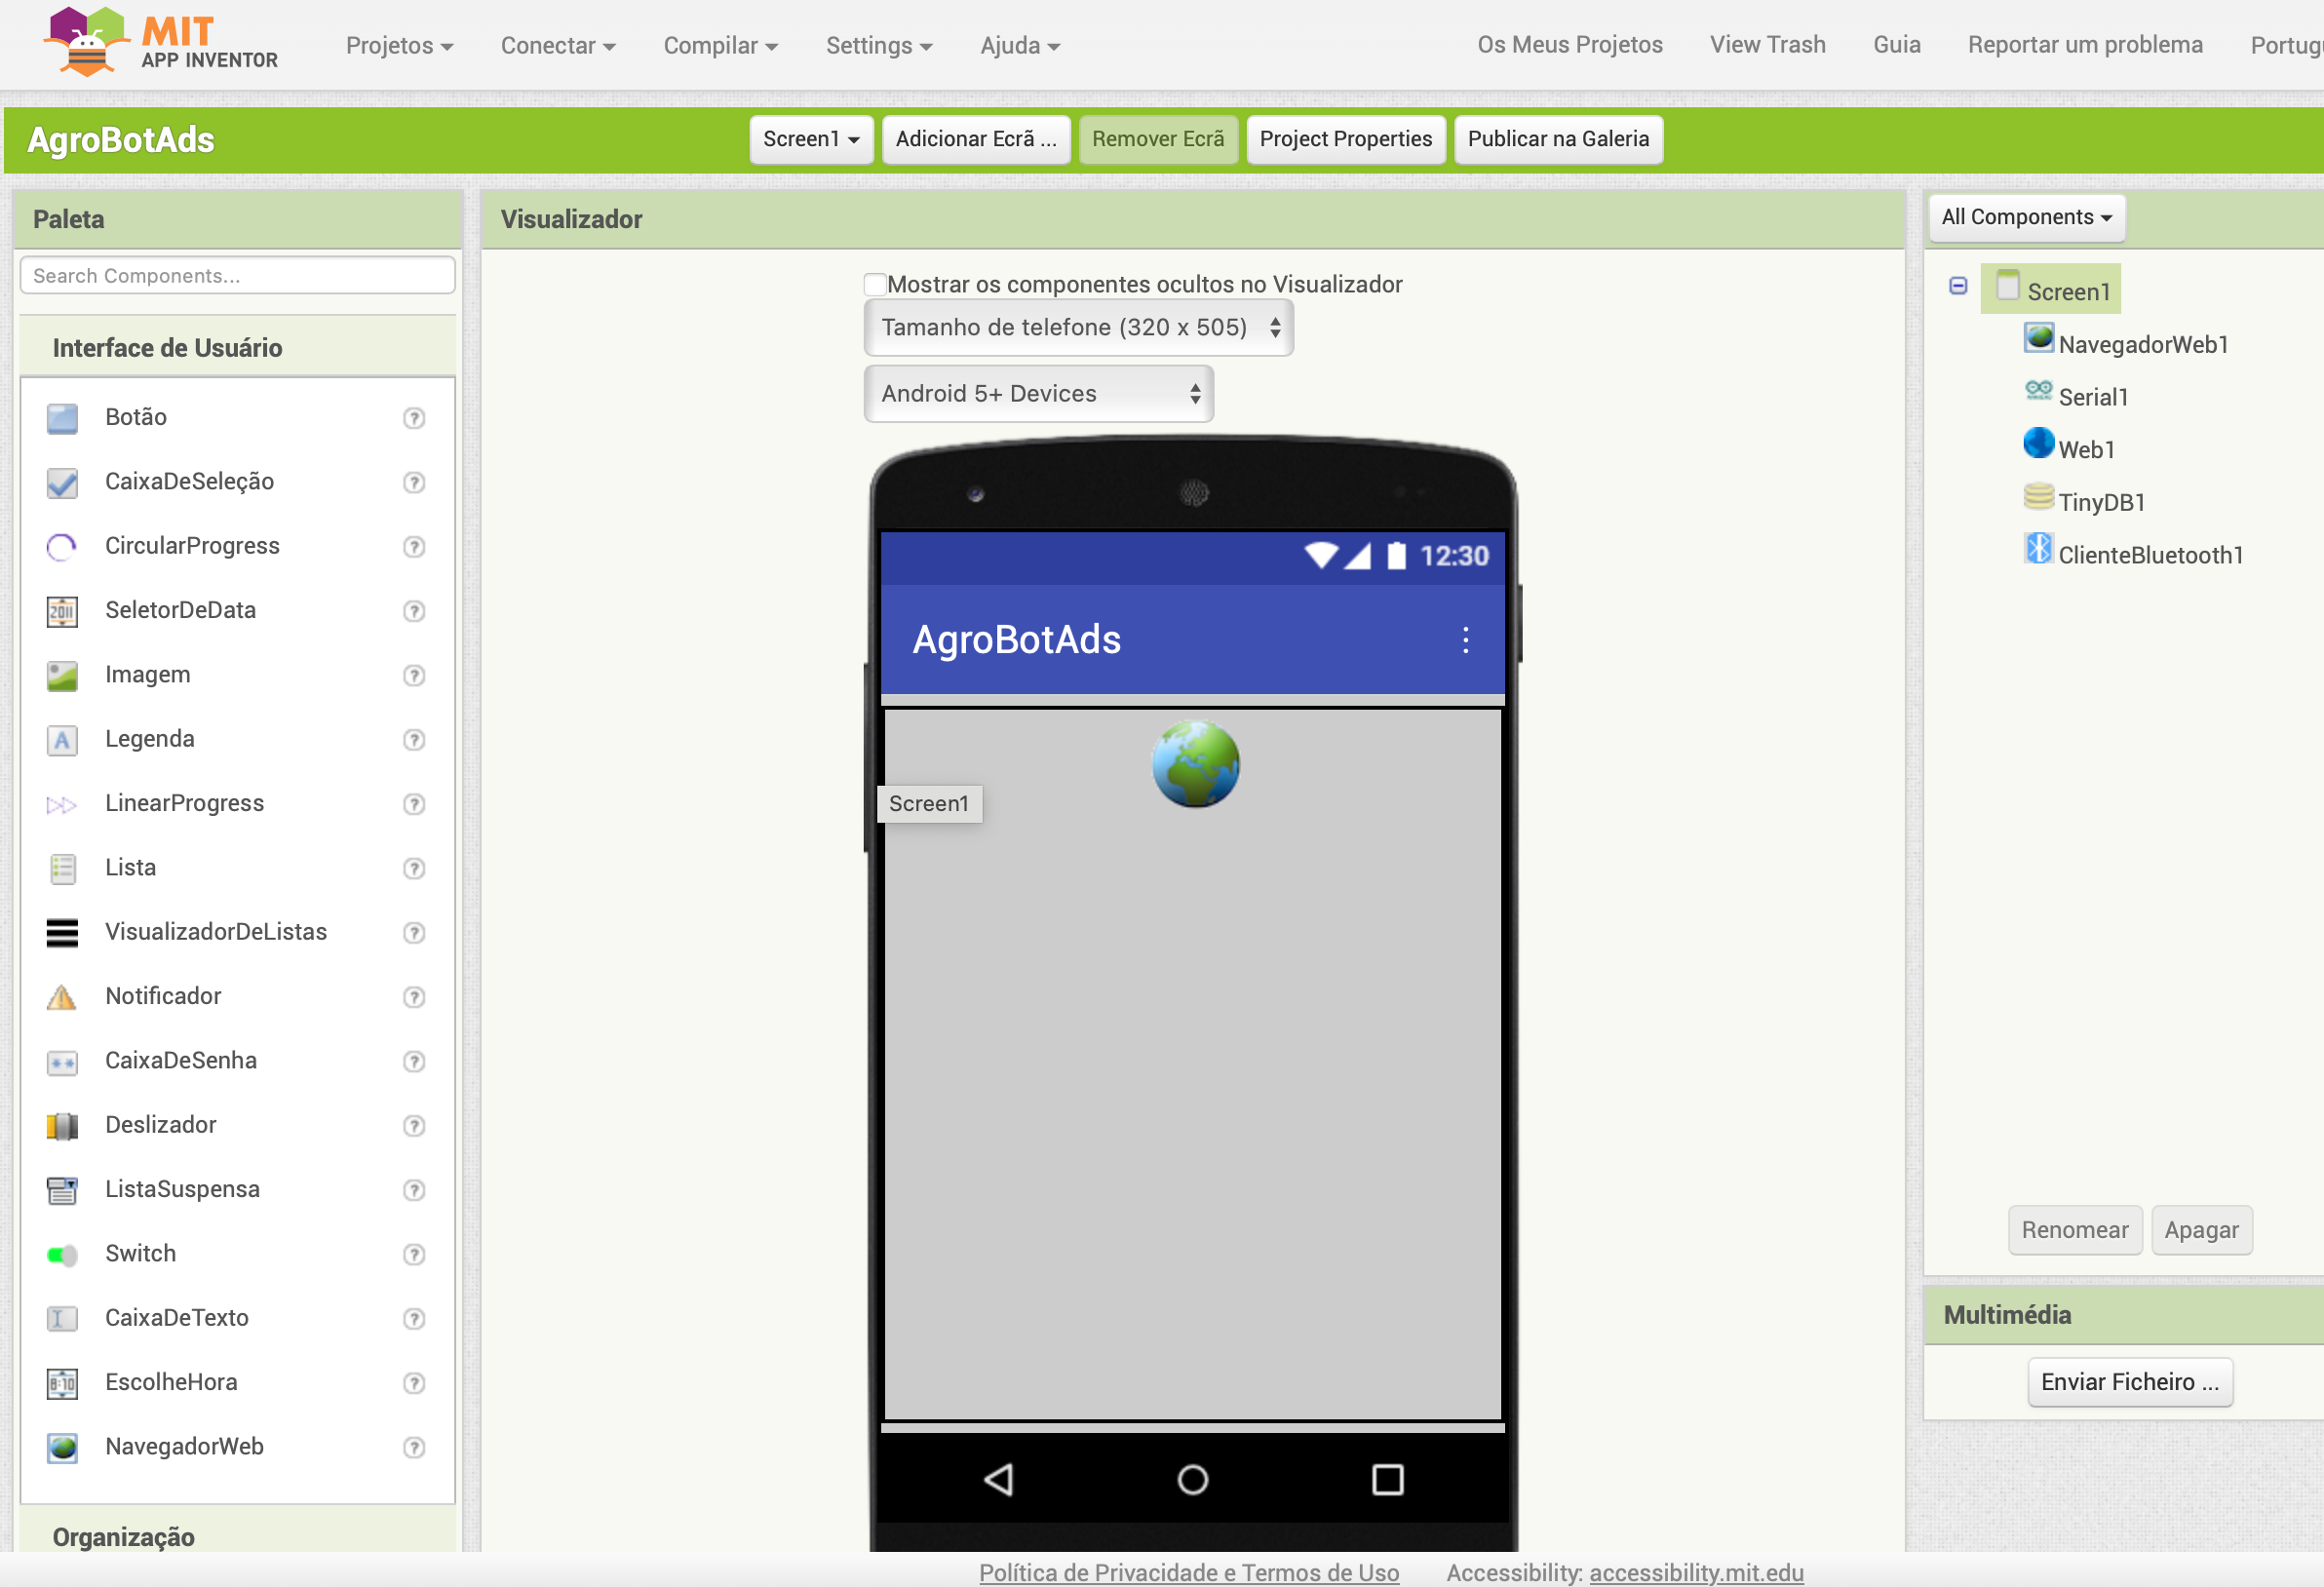 MIT
APP INVENTOR
Projetos
Conectar
Compilar
Settings
Ajuda
Os Meus Projetos
View Trash
Guia
Reportar um problema
Portug
AgroBotAds
Screen1
Adicionar Ecrã ...
Remover Ecrã
Project Properties
Publicar na Galeria
Paleta
Search Components...
Interface de Usuário
Botão
CaixaDeSeleção
CircularProgress
SeletorDeData
Imagem
Legenda
LinearProgress
Lista
VisualizadorDeListas
Notificador
CaixaDeSenha
Deslizador
ListaSuspensa
Switch
CaixaDeTexto
EscolheHora
NavegadorWeb
Organização
Visualizador
Mostrar os componentes ocultos no Visualizador
Tamanho de telefone (320 x 505)
Android 5+ Devices
12:30
AgroBotAds
Screen1
All Components
Screen1
NavegadorWeb1
Serial1
Web1
TinyDB1
ClienteBluetooth1
Renomear
Apagar
Multimédia
Enviar Ficheiro ...
Política de Privacidade e Termos de Uso
Accessibility: accessibility.mit.edu